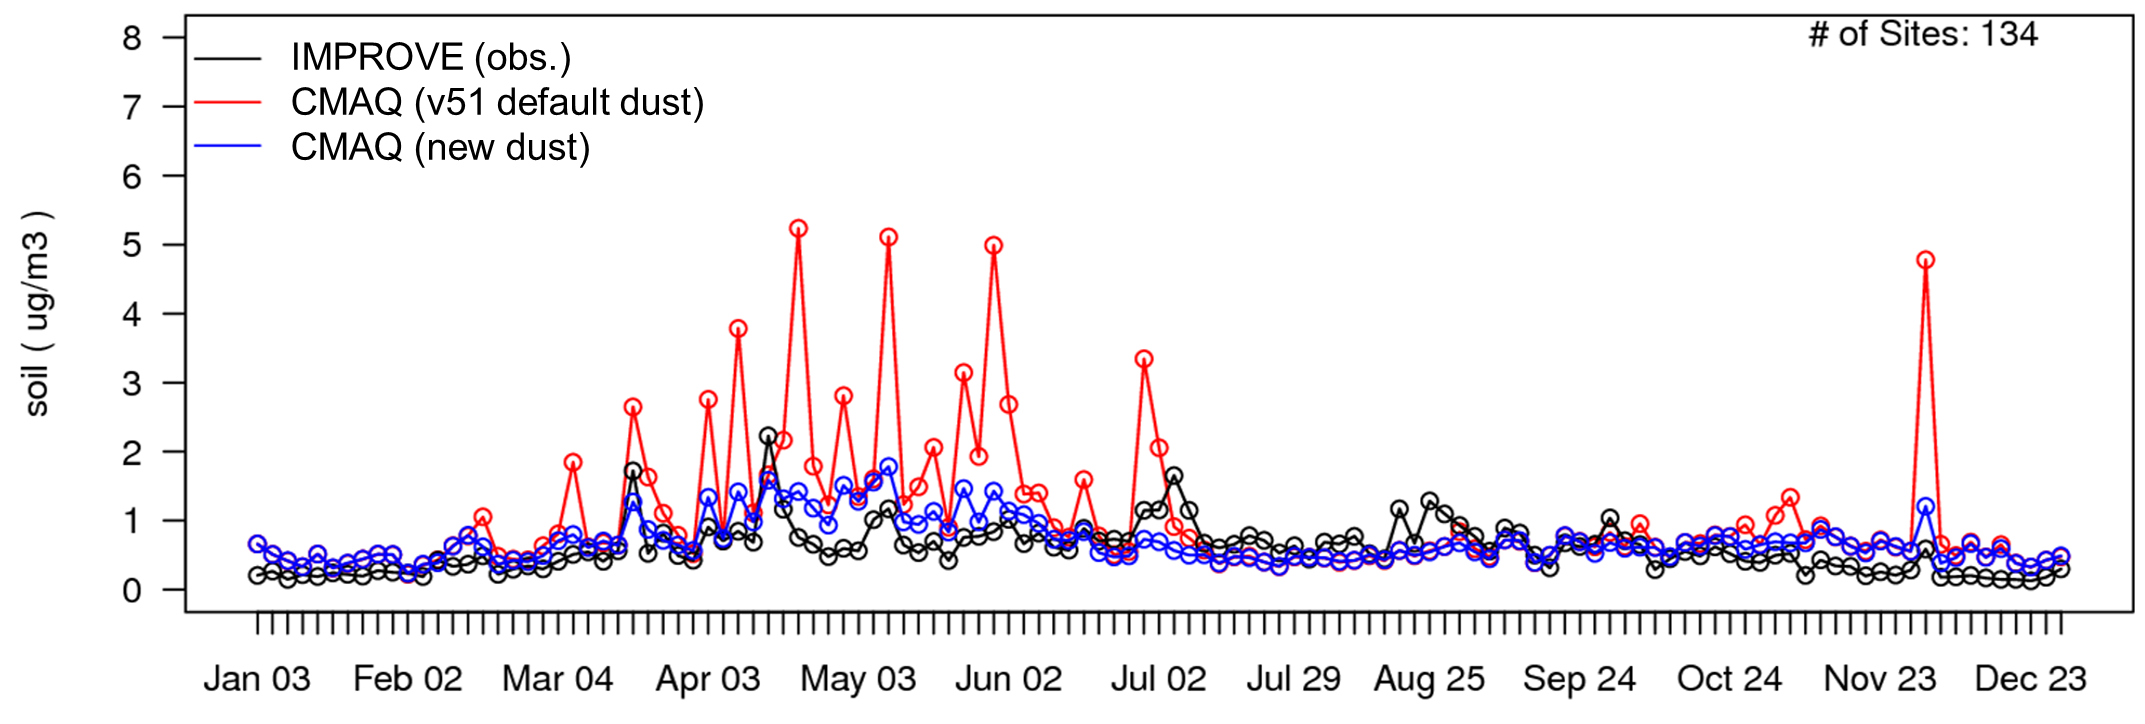 # of Sites: 134
IMPROVE (obs.)
CMAQ (v51 default dust)
CMAQ (new dust)
soil ( ug/m3 )
8
7
6
5
4
3
2
1
0
Jan 03 Feb 02 Mar 04 Apr 03 May 03 Jun 02 Jul 02 Jul 29 Aug 25 Sep 24 Oct 24 Nov 23 Dec 23